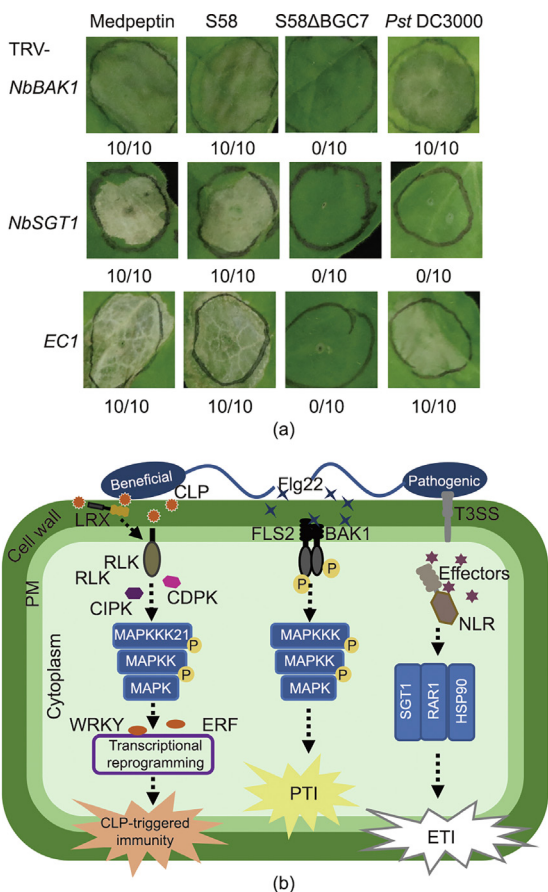 Medpeptin S58 S58ΔBGC7 Pst DC3000
TRV-
NbBAK1
10/10 10/10 0/10 10/10
NbSGT1
10/10 10/10 0/10 0/10
EC1
10/10 10/10 0/10 10/10
(a)
Beneficial
CLP
Flg22
Pathogenic
Cell wall
LRX
FLS2
BAK1
T3SS
PM
RLK
RLK
CIPK
CDPK
P
P
Effectors
NLR
Cytoplasm
MAPKKK21
P
MAPKK
P
MAPK
MAPKKK
P
MAPKK
P
MAPK
SGT1
RAR1
HSP90
WRKY
ERF
Transcriptional
reprogramming
PTI
CLP-triggered
immunity
ETI
(b)